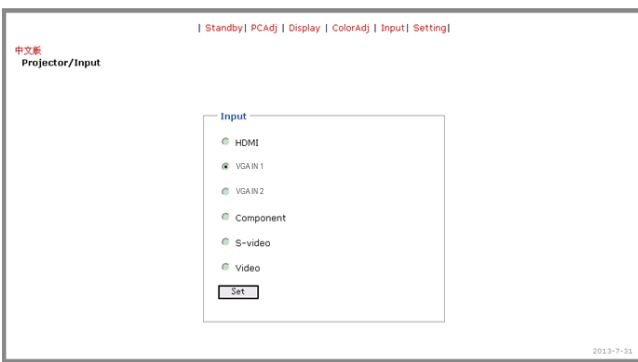 | Standby| PCAdj | Display | ColorAdj | Input| Setting|
中文版
Projector/Input
Input
HDMI
VGA IN 1
VGA IN 2
Component
S-video
Video
Set
2013-7-31